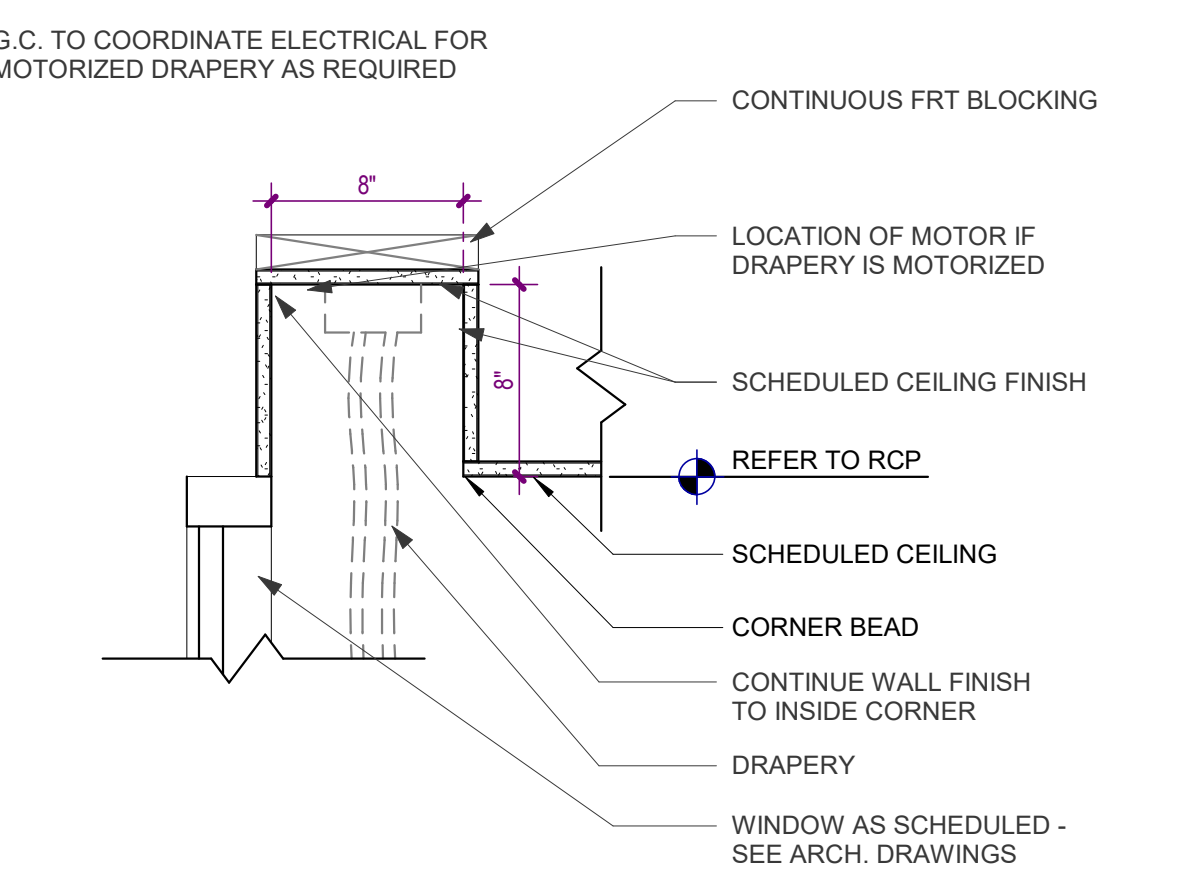 G.C. TO COORDINATE ELECTRICAL FOR
MOTORIZED DRAPERY AS REQUIRED
CONTINUOUS FRT BLOCKING
8"
LOCATION OF MOTOR IF
DRAPERY IS MOTORIZED
8"
SCHEDULED CEILING FINISH
REFER TO RCP
SCHEDULED CEILING
CORNER BEAD
CONTINUE WALL FINISH
TO INSIDE CORNER
DRAPERY
WINDOW AS SCHEDULED -
SEE ARCH. DRAWINGS